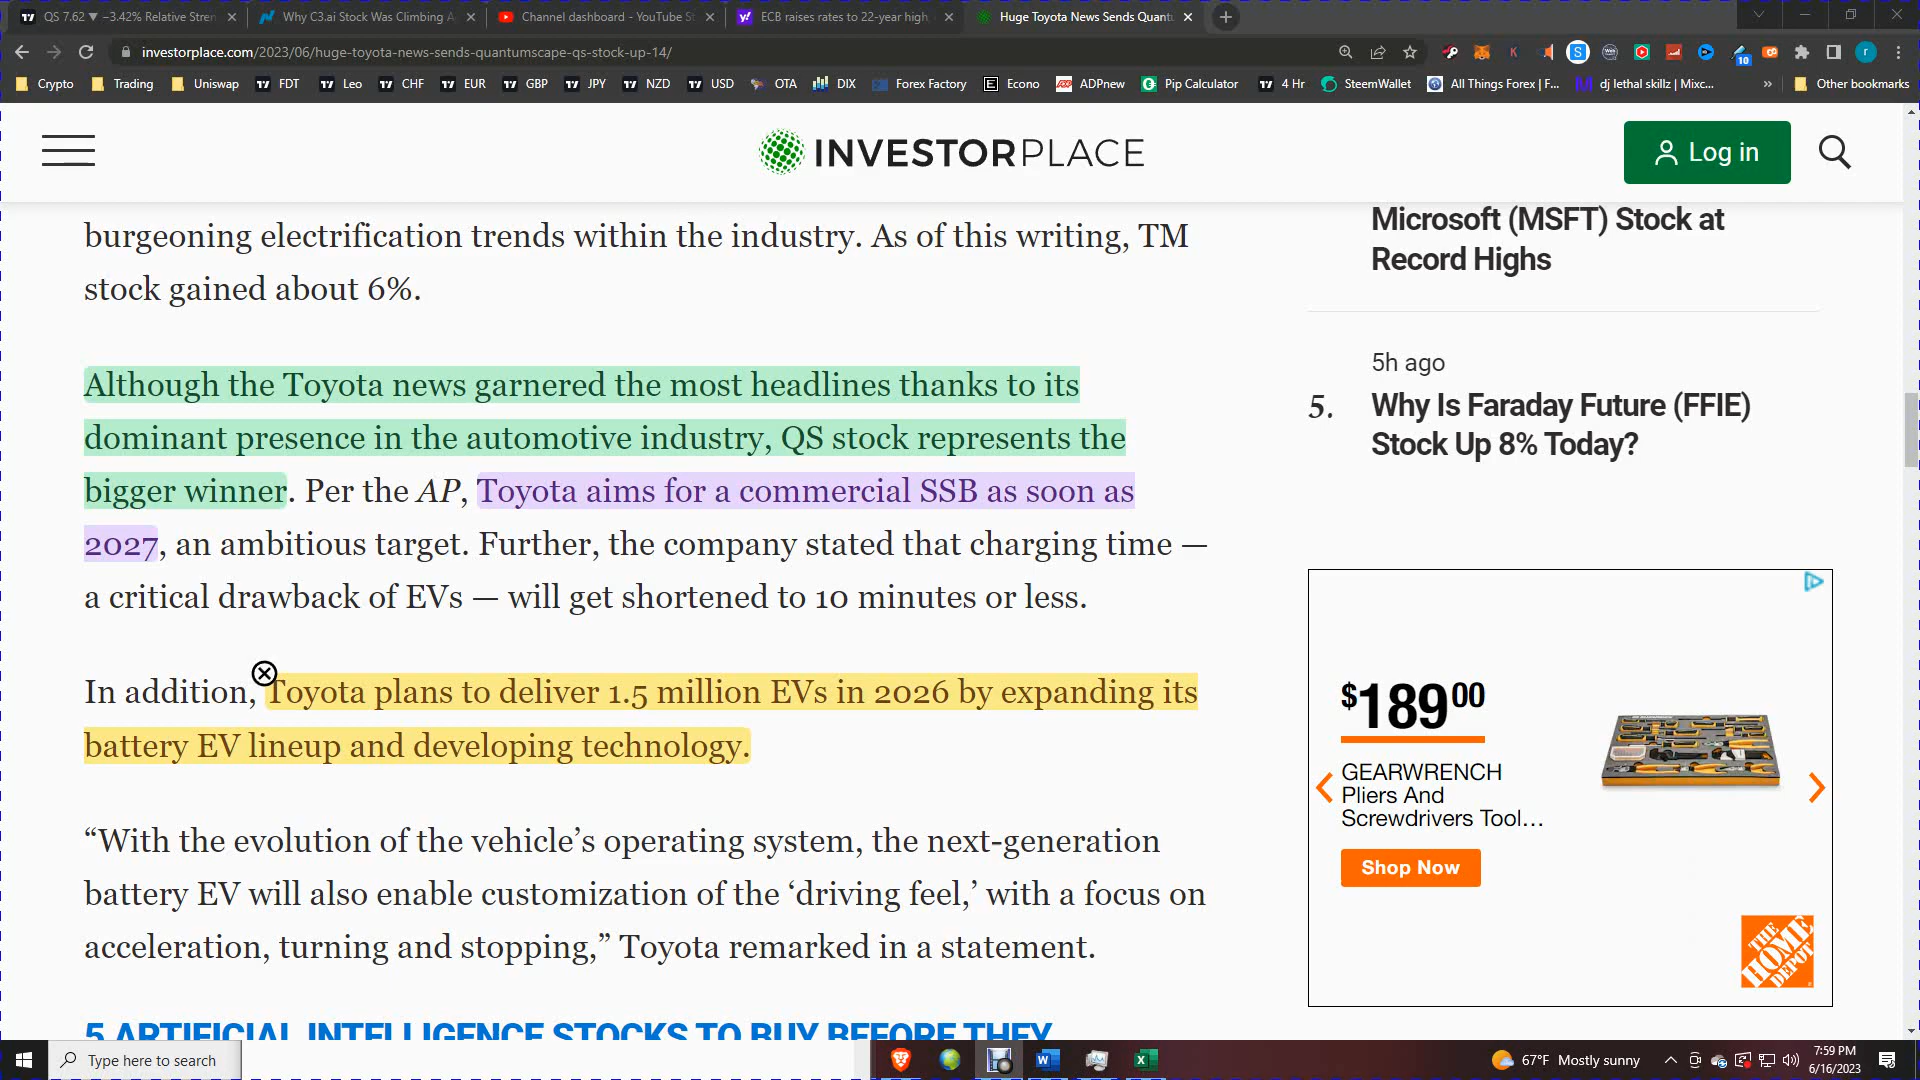 QS 7.62 ▼ −3.42% Relative Stren
Why C3.ai Stock Was Climbing A
Channel dashboard - YouTube St
ECB raises rates to 22-year high
Huge Toyota News Sends Quant
investorplace.com/2023/06/huge-toyota-news-sends-quantumscape-qs-stock-up-14/
Crypto Trading Uniswap FDT Leo CHF EUR GBP JPY NZD USD OTA DIX Forex Factory Econo ADPnew Pip Calculator 4 Hr SteemWallet All Things Forex | F... dj lethal skillz | Mixc... » Other bookmarks
INVESTORPLACE
Log in
burgeoning electrification trends within the industry. As of this writing, TM
stock gained about 6%.
Although the Toyota news garnered the most headlines thanks to its
dominant presence in the automotive industry, QS stock represents the
bigger winner. Per the AP, Toyota aims for a commercial SSB as soon as
2027, an ambitious target. Further, the company stated that charging time —
a critical drawback of EVs — will get shortened to 10 minutes or less.
In addition, Toyota plans to deliver 1.5 million EVs in 2026 by expanding its
battery EV lineup and developing technology.
“With the evolution of the vehicle’s operating system, the next-generation
battery EV will also enable customization of the ‘driving feel,’ with a focus on
acceleration, turning and stopping,” Toyota remarked in a statement.
5 ARTIFICIAL INTELLIGENCE STOCKS TO BUY BEFORE THEY
Microsoft (MSFT) Stock at
Record Highs
5h ago
5. Why Is Faraday Future (FFIE)
Stock Up 8% Today?
$189 00
GEARWRENCH
Pliers And
Screwdrivers Tool...
Shop Now
THE
HOME
DEPOT
Type here to search
67°F Mostly sunny
7:59 PM
6/16/2023